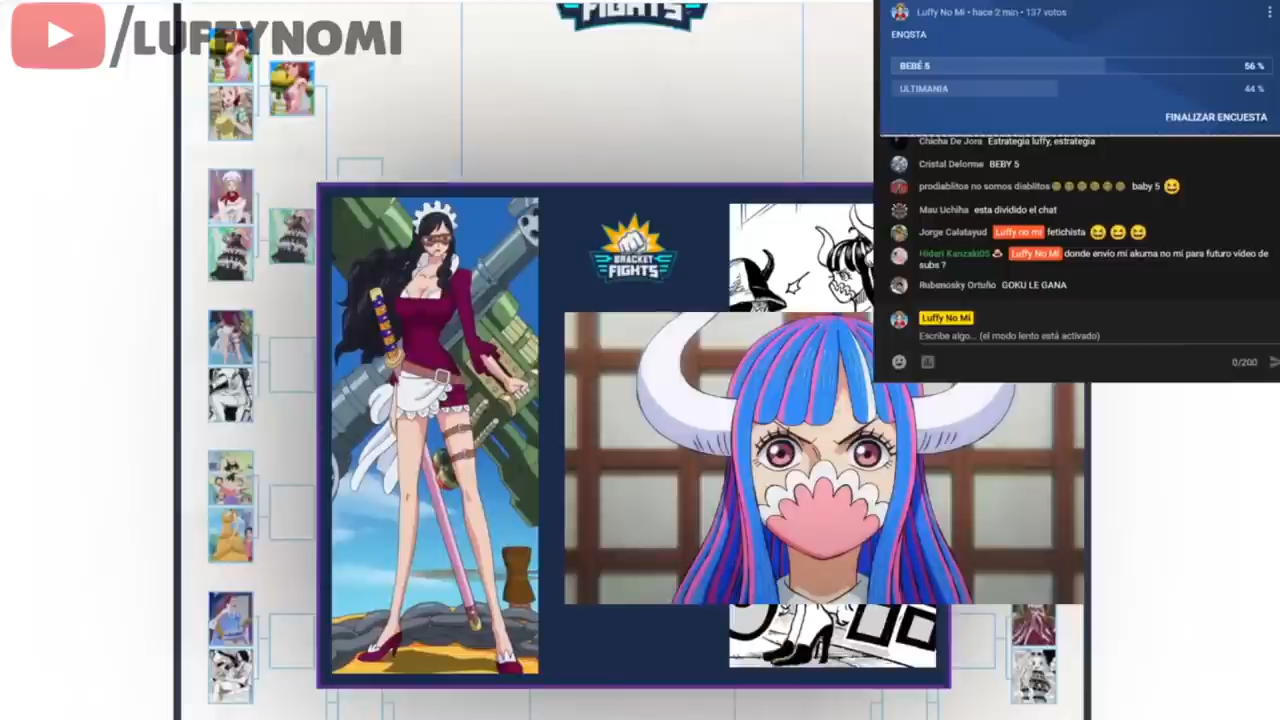 /LUFFYNOMI
FIGHTS
Luffy No Mi • hace 2 min • 137 votos
ENQSTA
BEBÉ 5 56 %
ULTIMANIA 44 %
FINALIZAR ENCUESTA
Chicha De Jora Estrategia luffy, estrategia
Cristal Delorme BEBY 5
prodiablitos no somos diablitos baby 5
Mau Uchiha esta dividido el chat
Jorge Calatayud Luffy no mi fetichista
Hideri Kanzaki05 Luffy No Mi donde envio mi akuma no mi para futuro video de
subs ?
Rubenosky Ortuño GOKU LE GANA
Luffy No Mi
Escribe algo... (el modo lento está activado)
0/200
BRACKET
FIGHTS